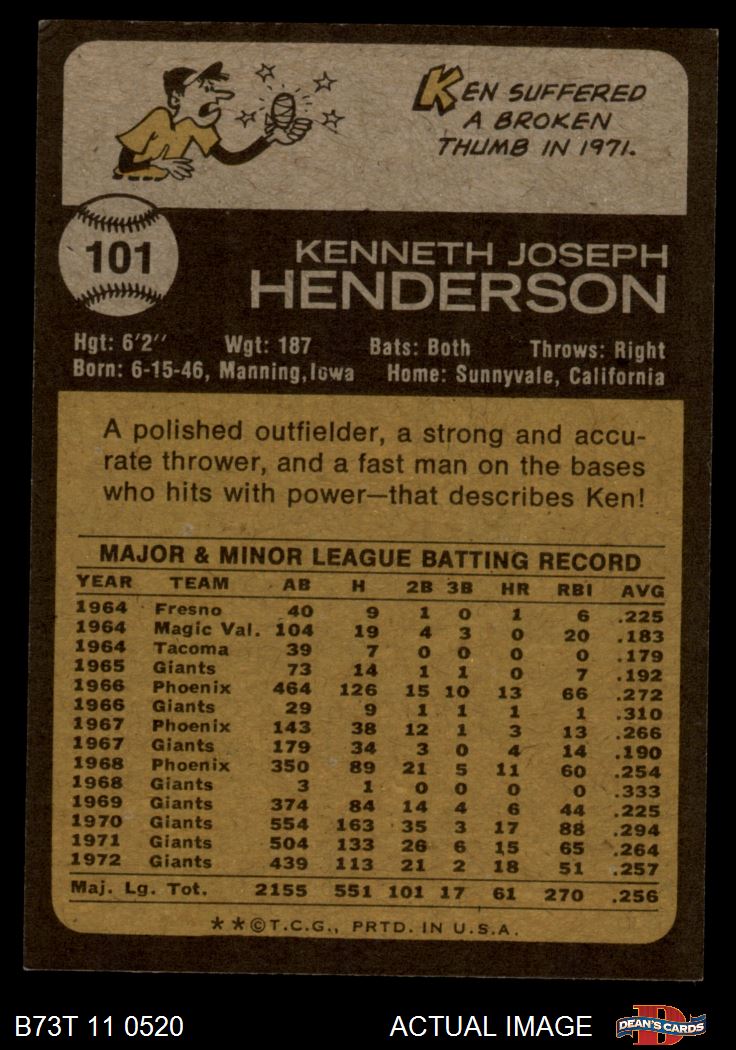 KEN SUFFERED
A BROKEN
THUMB IN 1971.
101
KENNETH JOSEPH
HENDERSON
Hgt: 6'2" Wgt: 187 Bats: Both Throws: Right
Born: 6-15-46, Manning, Iowa Home: Sunnyvale, California
A polished outfielder, a strong and accu-
rate thrower, and a fast man on the bases
who hits with power—that describes Ken!
MAJOR & MINOR LEAGUE BATTING RECORD
YEAR TEAM AB H 2B 3B HR RBI AVG
1964 Fresno 40 9 1 0 1 6 .225
1964 Magic Val. 104 19 4 3 0 20 .183
1964 Tacoma 39 7 0 0 0 0 .179
1965 Giants 73 14 1 1 0 7 .192
1966 Phoenix 464 126 15 10 13 66 .272
1966 Giants 29 9 1 1 1 1 .310
1967 Phoenix 143 38 12 1 3 13 .266
1967 Giants 179 34 3 0 4 14 .190
1968 Phoenix 350 89 21 5 11 60 .254
1968 Giants 3 1 0 0 0 0 .333
1969 Giants 374 84 14 4 6 44 .225
1970 Giants 554 163 35 3 17 88 .294
1971 Giants 504 133 26 6 15 65 .264
1972 Giants 439 113 21 2 18 51 .257
Maj. Lg. Tot. 2155 551 101 17 61 270 .256
**©T.C.G., PRTD. IN U.S.A.
B73T 11 0520 ACTUAL IMAGE D DEAN'S CARDS